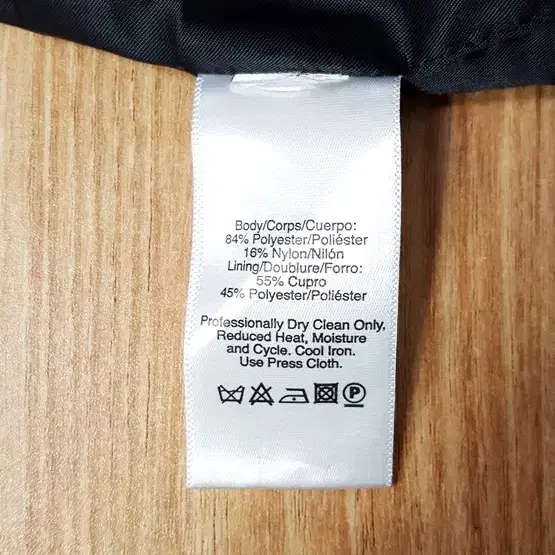 Body/Corps/Cuerpo:
84% Polyester/Poliéster
16% Nylon/Nilón
Lining/Doublure/Forro:
55% Cupro
45% Polyester/Poliéster
Professionally Dry Clean Only,
Reduced Heat, Moisture
and Cycle. Cool Iron.
Use Press Cloth.
P